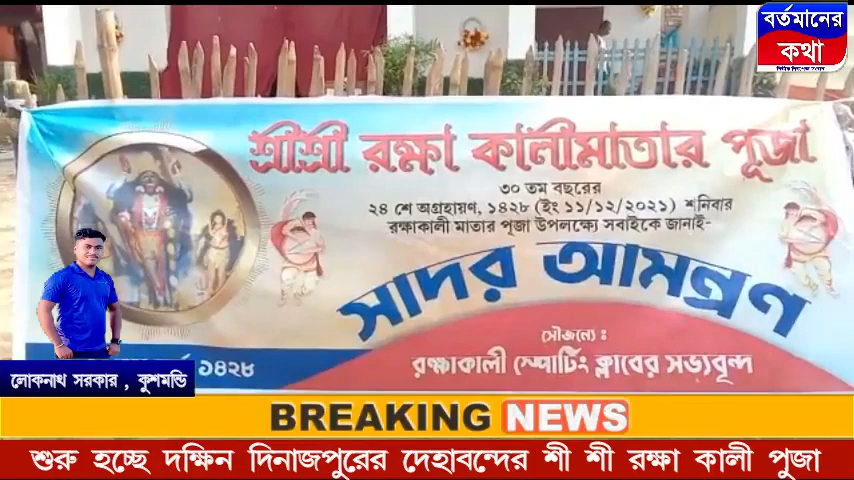 বর্তমানের
কথা
শ্রীশ্রী রক্ষা কালীমাতার পূজা
৩০ তম বছরের
২৪ শে অগ্রহায়ণ, ১৪২৮ (ইং ১১/১২/২০২১) শনিবার
রক্ষাকালী মাতার পূজা উপলক্ষ্যে সবাইকে জানাই-
সাদর আমন্ত্রণ
সৌজন্যে :
রক্ষাকালী স্পোর্টিং ক্লাবের সভ্যবৃন্দ
১৪২৮
লোকনাথ সরকার , কুশমন্ডি
BREAKING NEWS
শুরু হচ্ছে দক্ষিন দিনাজপুরের দেহাবন্দের শ্রী শ্রী রক্ষা কালী পুজা